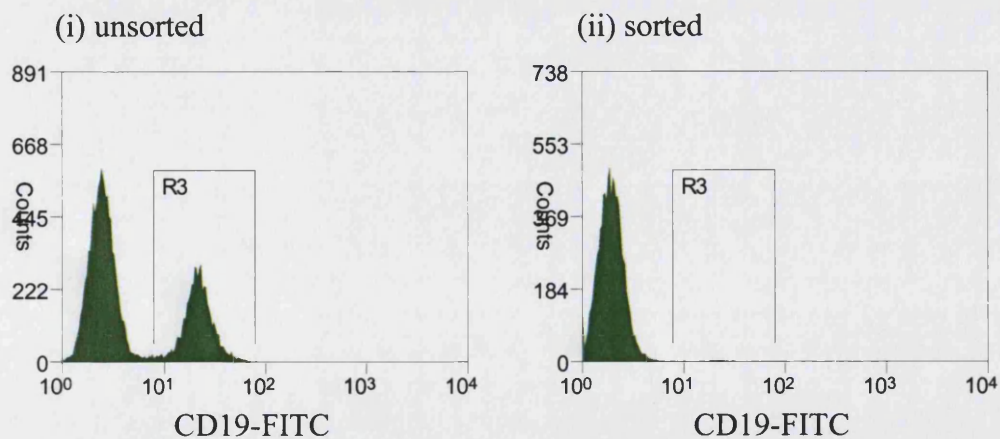 (i) unsorted
891
668
445
222
0
Counts
R3
10⁰ 10¹ 10² 10³ 10⁴
CD19-FITC
(ii) sorted
738
553
369
184
0
Counts
R3
10⁰ 10¹ 10² 10³ 10⁴
CD19-FITC